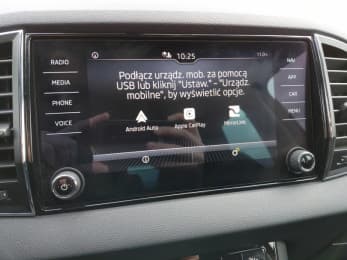 RADIO
MEDIA
PHONE
VOICE
10:25
Podłącz urządz. mob. za pomocą
USB lub kliknij "Ustaw." - "Urządz.
mobilne", by wyświetlić opcje.
Android Auto
Apple CarPlay
MirrorLink
NAV
APP
CAR
MENU